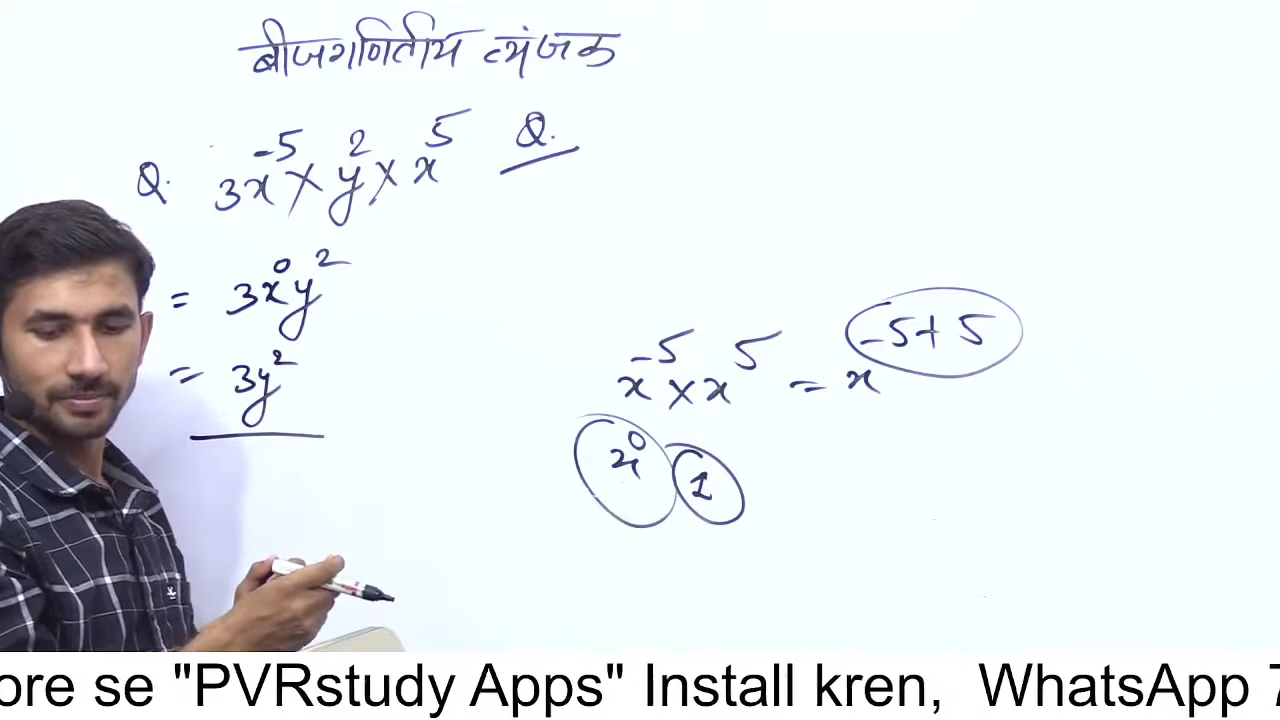 बीजगणितीय व्यंजक
Q. 3x⁻⁵ × y² × x⁵ Q.
= 3x⁰y²
= 3y²
x⁻⁵ × x⁵ = x⁻⁵⁺⁵
x⁰ 1
ore se "PVRstudy Apps" Install kren, WhatsApp 7